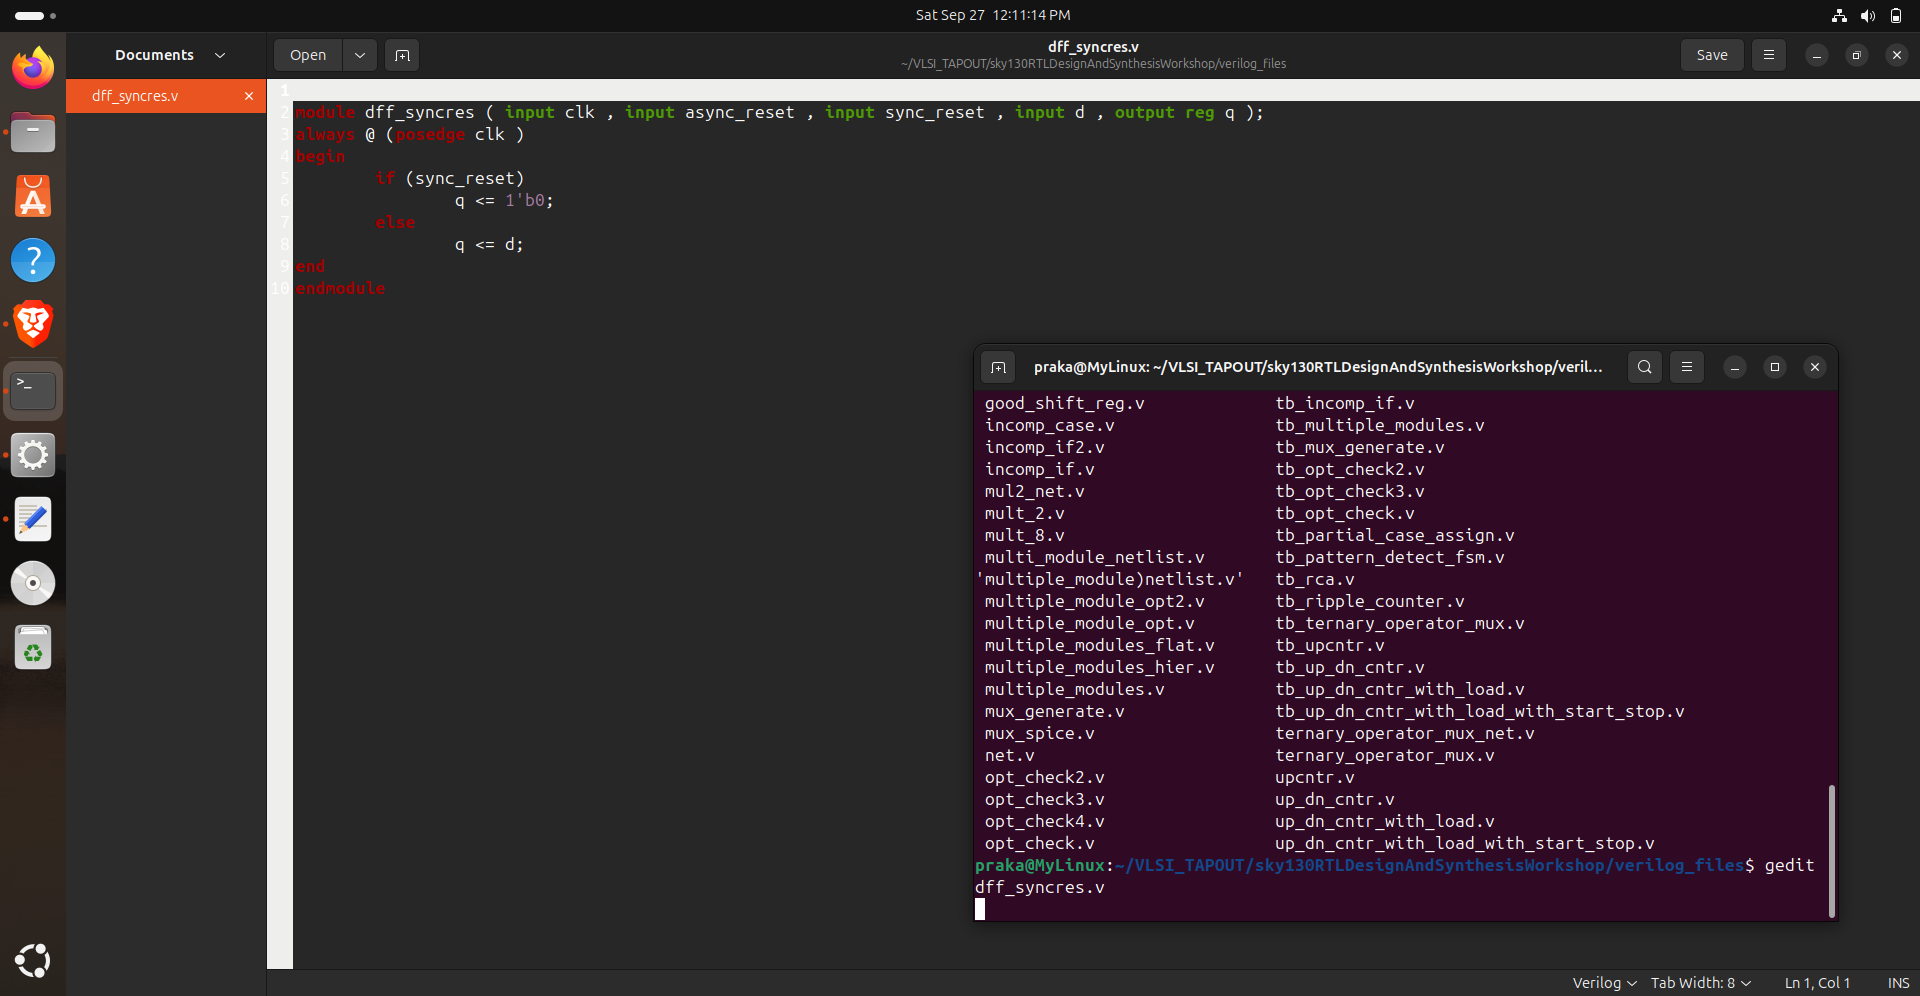 Sat Sep 27  12:11:14 PM
Documents
Open
dff_syncres.v
~/VLSI_TAPOUT/sky130RTLDesignAndSynthesisWorkshop/verilog_files
Save
dff_syncres.v
1
2 module dff_syncres ( input clk , input async_reset , input sync_reset , input d , output reg q );
3 always @ (posedge clk )
4 begin
5 if (sync_reset)
6 q <= 1'b0;
7 else
8 q <= d;
9 end
10 endmodule
praka@MyLinux: ~/VLSI_TAPOUT/sky130RTLDesignAndSynthesisWorkshop/veril...
good_shift_reg.v tb_incomp_if.v
incomp_case.v tb_multiple_modules.v
incomp_if2.v tb_mux_generate.v
incomp_if.v tb_opt_check2.v
mul2_net.v tb_opt_check3.v
mult_2.v tb_opt_check.v
mult_8.v tb_partial_case_assign.v
multi_module_netlist.v tb_pattern_detect_fsm.v
'multiple_module)netlist.v' tb_rca.v
multiple_module_opt2.v tb_ripple_counter.v
multiple_module_opt.v tb_ternary_operator_mux.v
multiple_modules_flat.v tb_upcntr.v
multiple_modules_hier.v tb_up_dn_cntr.v
multiple_modules.v tb_up_dn_cntr_with_load.v
mux_generate.v tb_up_dn_cntr_with_load_with_start_stop.v
mux_spice.v ternary_operator_mux_net.v
net.v ternary_operator_mux.v
opt_check2.v upcntr.v
opt_check3.v up_dn_cntr.v
opt_check4.v up_dn_cntr_with_load.v
opt_check.v up_dn_cntr_with_load_with_start_stop.v
praka@MyLinux:~/VLSI_TAPOUT/sky130RTLDesignAndSynthesisWorkshop/verilog_files$ gedit
dff_syncres.v
Verilog Tab Width: 8 Ln 1, Col 1 INS